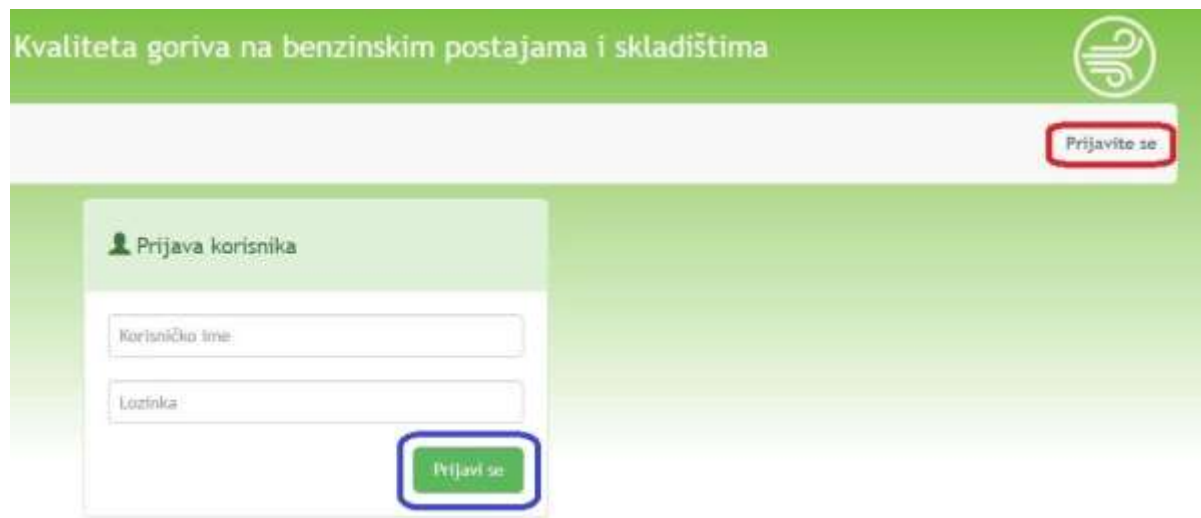 Kvaliteta goriva na benzinskim postajama i skladištima
Prijavite se
Prijava korisnika
Korisničko ime
Lozinka
Prijavi se